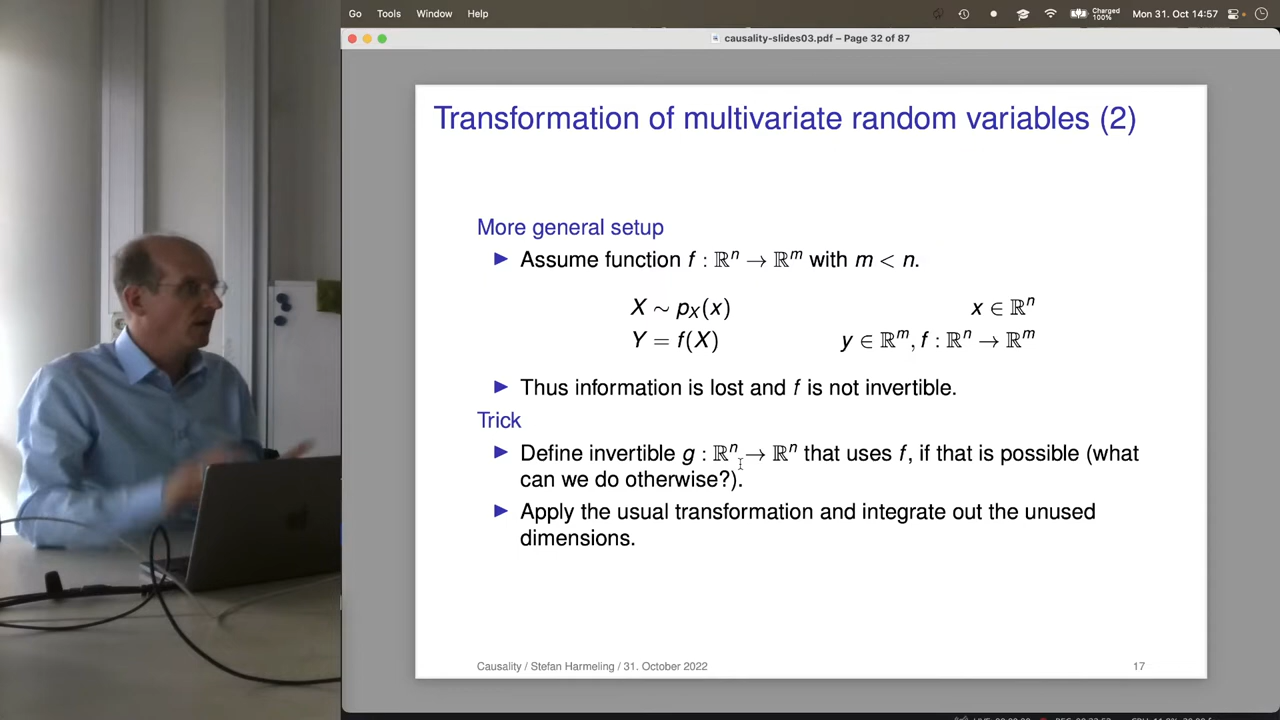 Go Tools Window Help
Charged 100% Mon 31. Oct 14:57
causality-slides03.pdf – Page 32 of 87
Transformation of multivariate random variables (2)
More general setup
▶ Assume function f : ℝⁿ → ℝᵐ with m < n.
X ∼ p_X(x) x ∈ ℝⁿ
Y = f(X) y ∈ ℝᵐ, f : ℝⁿ → ℝᵐ
▶ Thus information is lost and f is not invertible.
Trick
▶ Define invertible g : ℝⁿ → ℝⁿ that uses f, if that is possible (what
can we do otherwise?).
▶ Apply the usual transformation and integrate out the unused
dimensions.
Causality / Stefan Harmeling / 31. October 2022 17